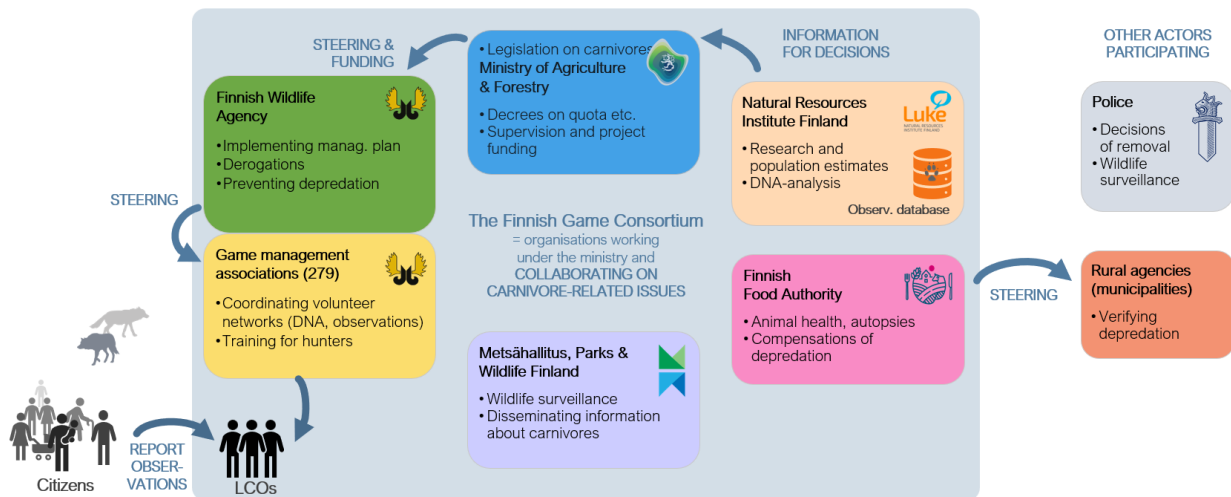 STEERING &
FUNDING
INFORMATION
FOR DECISIONS
OTHER ACTORS
PARTICIPATING
• Legislation on carnivores
Ministry of Agriculture
& Forestry
• Decrees on quota etc.
• Supervision and project
funding
Finnish Wildlife
Agency
• Implementing manag. plan
• Derogations
• Preventing depredation
Natural Resources
Institute Finland
Luke
NATURAL RESOURCES
INSTITUTE FINLAND
• Research and
population estimates
• DNA-analysis
Observ. database
Police
• Decisions
of removal
• Wildlife
surveillance
STEERING
The Finnish Game Consortium
= organisations working
under the ministry and
COLLABORATING ON
CARNIVORE-RELATED ISSUES
Game management
associations (279)
• Coordinating volunteer
networks (DNA, observations)
• Training for hunters
Finnish
Food Authority
• Animal health, autopsies
• Compensations of
depredation
STEERING
Rural agencies
(municipalities)
• Verifying
depredation
Metsähallitus, Parks &
Wildlife Finland
• Wildlife surveillance
• Disseminating information
about carnivores
Citizens
REPORT
OBSER-
VATIONS
LCOs